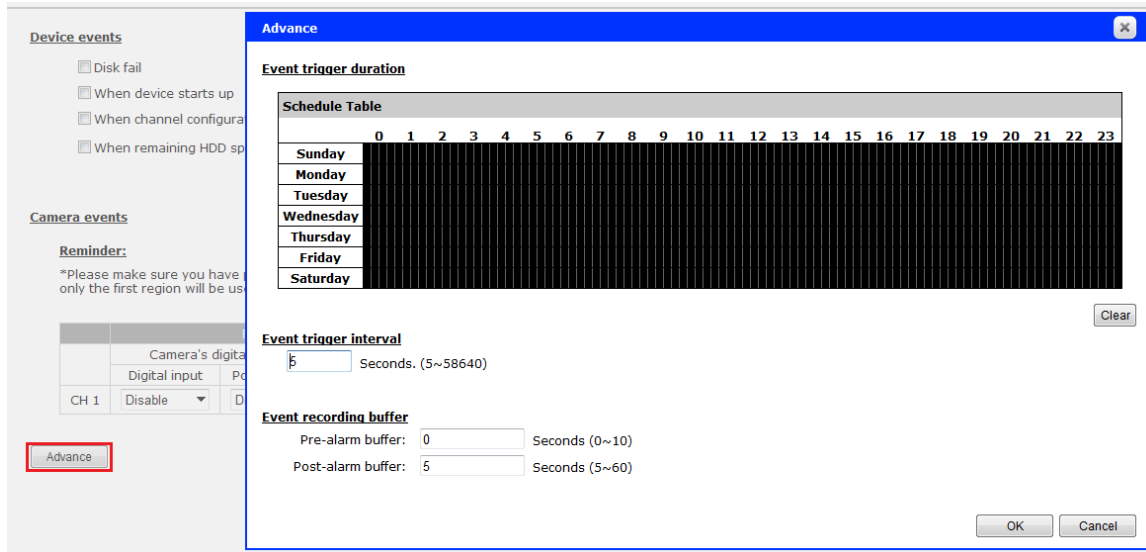 Device events
Disk fail
When device starts up
When channel configurat
When remaining HDD sp
Camera events
Reminder:
*Please make sure you have
only the first region will be us
Camera's digita
Digital input
CH 1 Disable
Advance
Advance
Event trigger duration
Schedule Table
0 1 2 3 4 5 6 7 8 9 10 11 12 13 14 15 16 17 18 19 20 21 22 23
Sunday
Monday
Tuesday
Wednesday
Thursday
Friday
Saturday
Clear
Event trigger interval
5 Seconds. (5~58640)
Event recording buffer
Pre-alarm buffer: 0 Seconds (0~10)
Post-alarm buffer: 5 Seconds (5~60)
OK Cancel